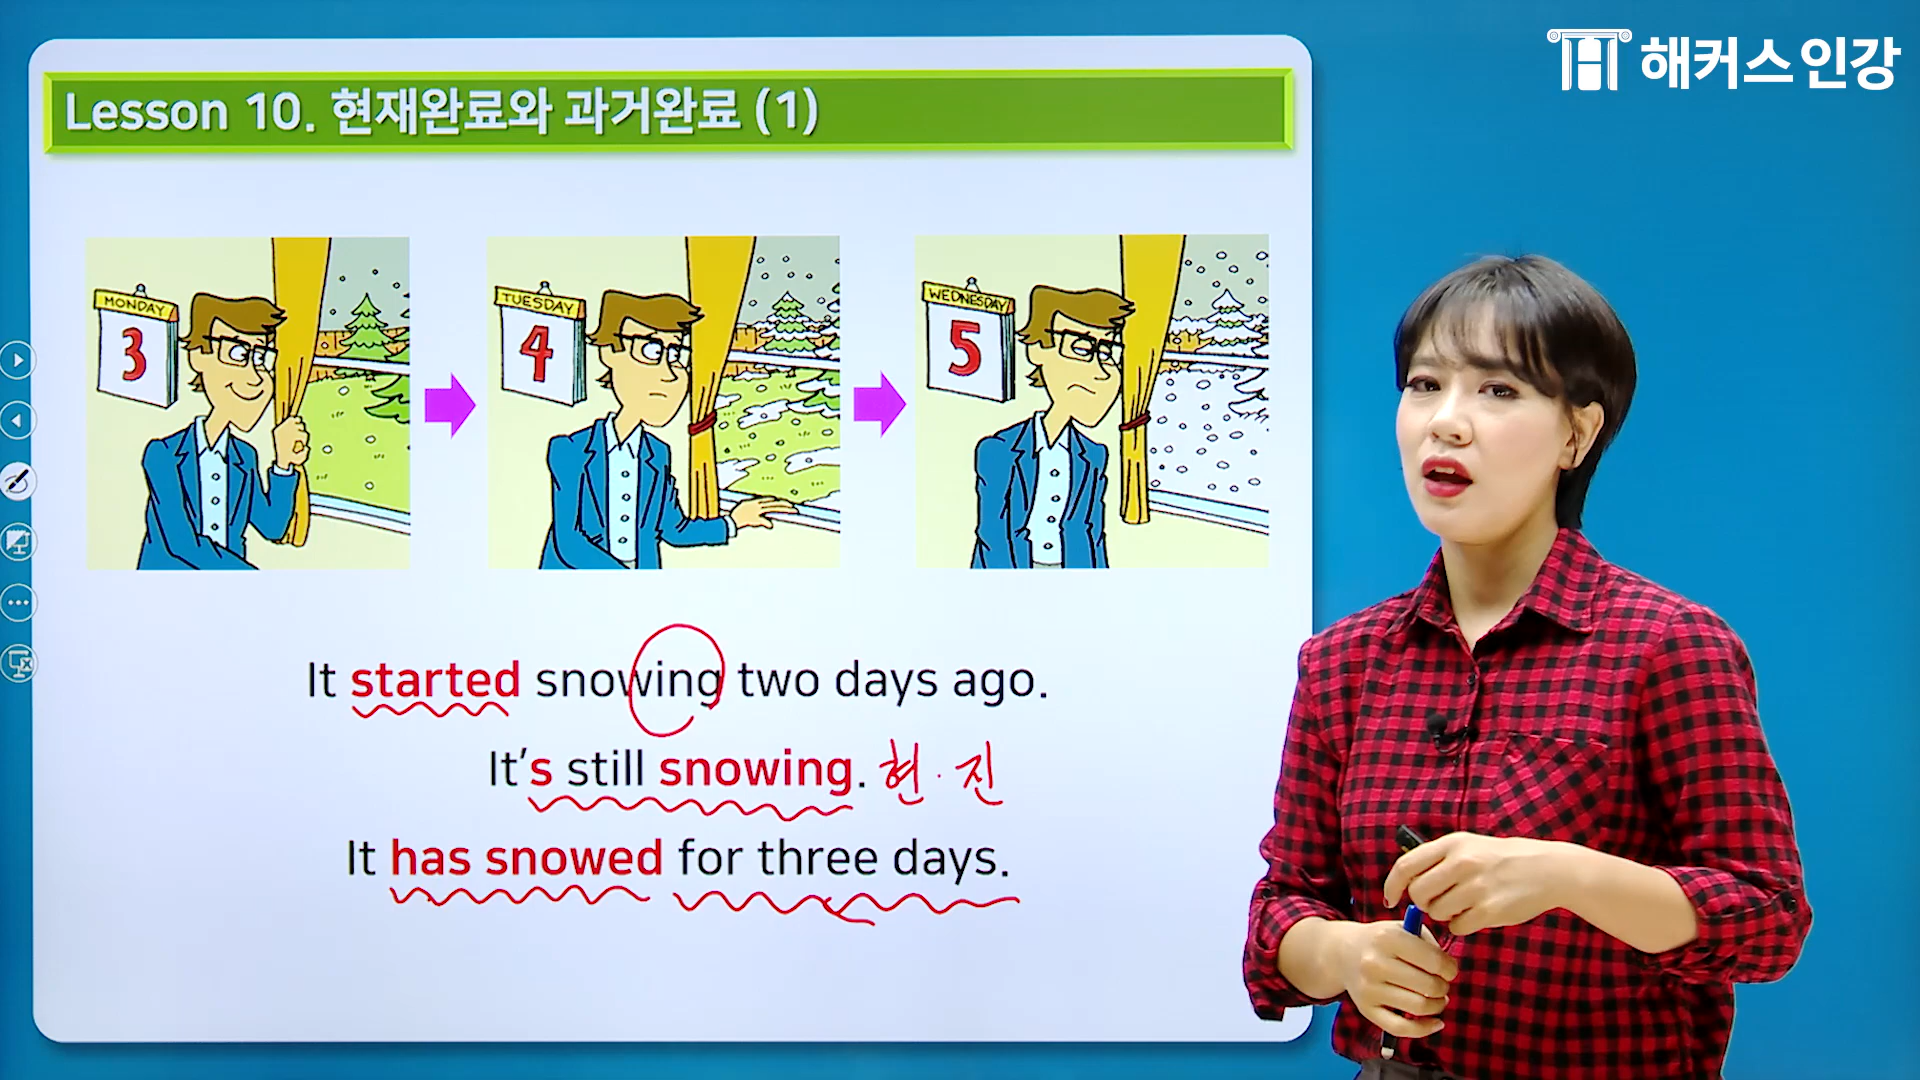 해커스인강
Lesson 10. 현재완료와 과거완료 (1)
MONDAY
3
TUESDAY
4
WEDNESDAY
5
It started snowing two days ago.
It's still snowing. 현·진
It has snowed for three days.